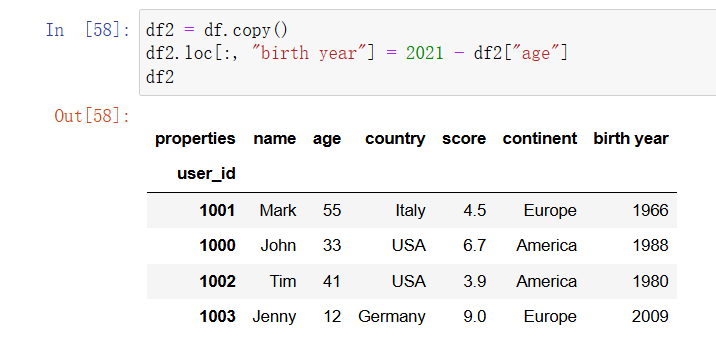 In [58]: df2 = df.copy()
df2.loc[:, "birth year"] = 2021 - df2["age"]
df2
Out[58]:
properties name age country score continent birth year
user_id
1001 Mark 55 Italy 4.5 Europe 1966
1000 John 33 USA 6.7 America 1988
1002 Tim 41 USA 3.9 America 1980
1003 Jenny 12 Germany 9.0 Europe 2009